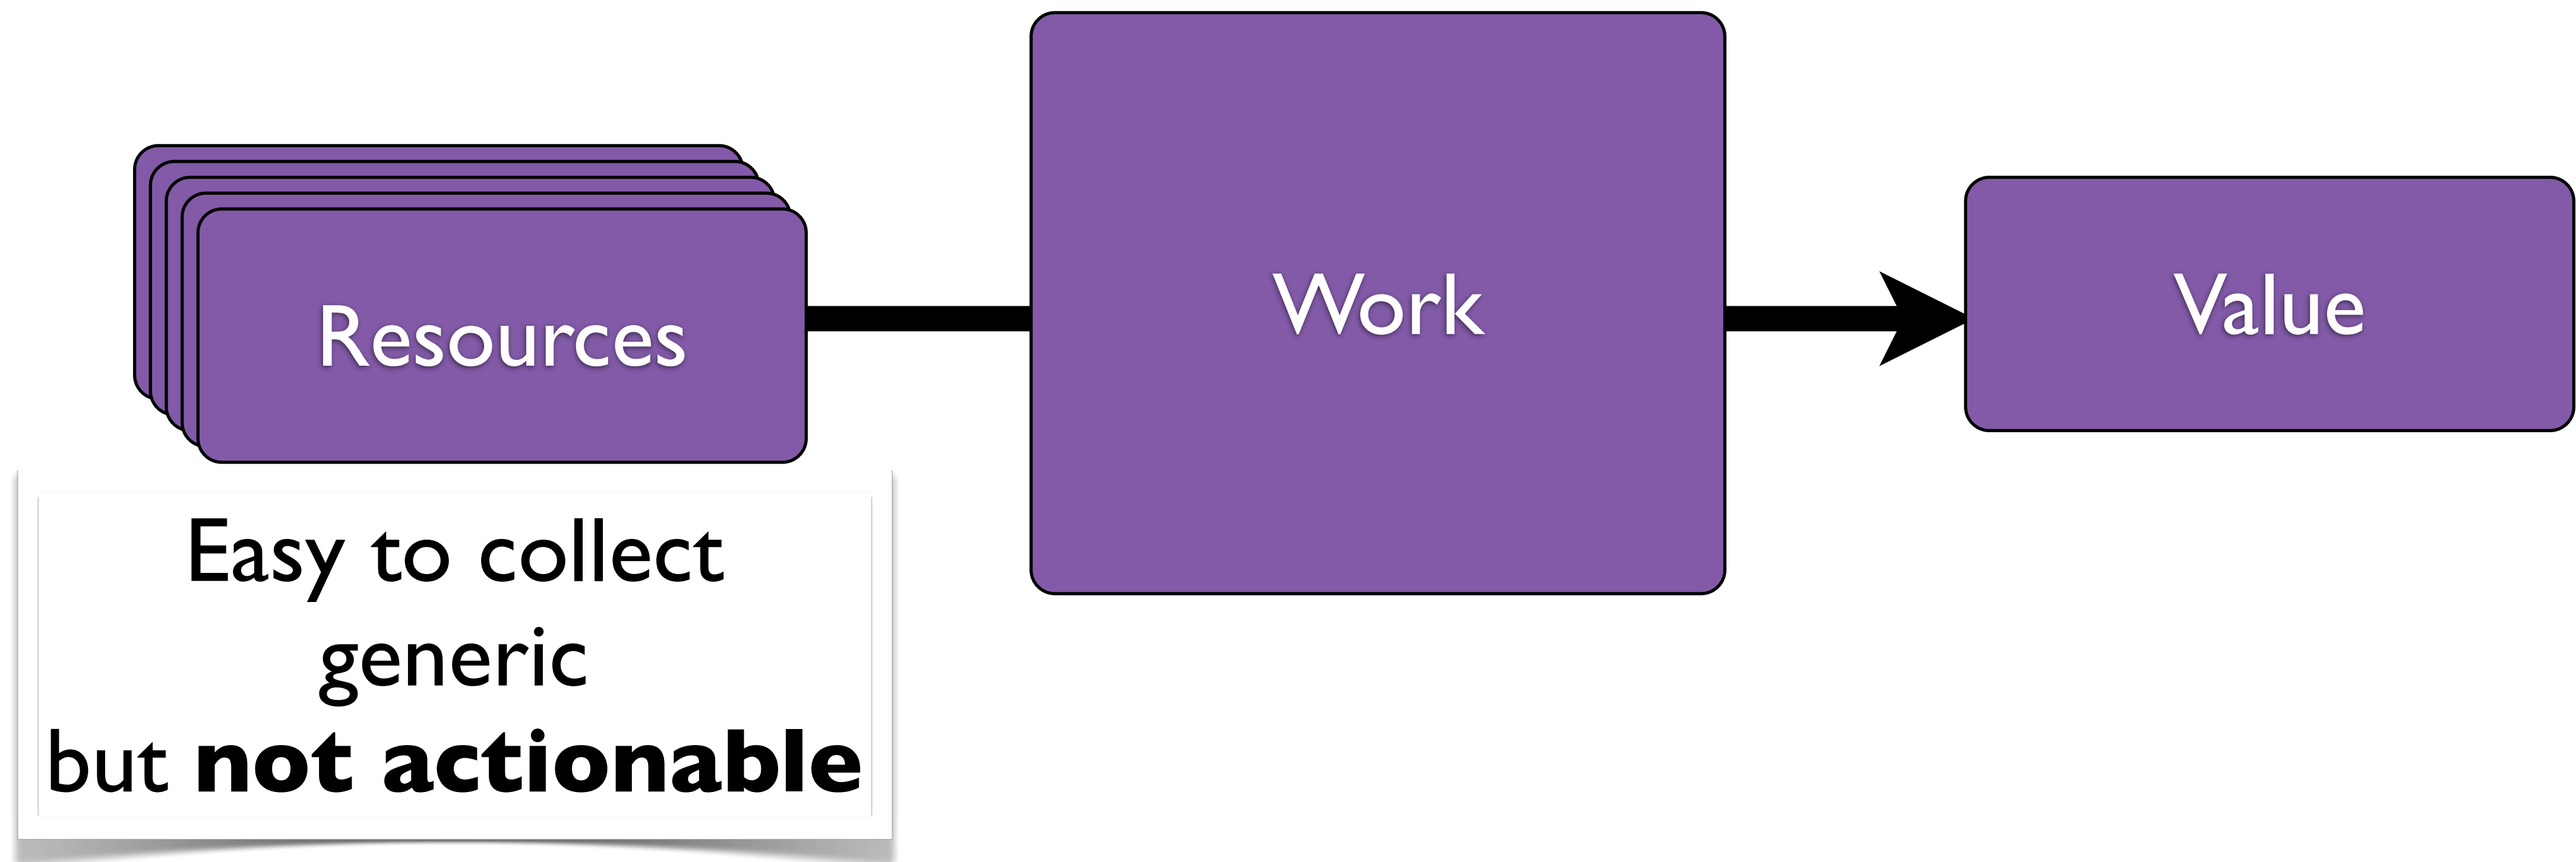 Resources
Work
Value
Easy to collect
generic
but not actionable